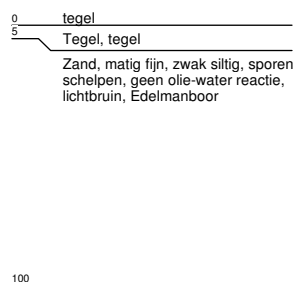 0 tegel
5
Tegel, tegel
Zand, matig fijn, zwak siltig, sporen
schelpen, geen olie-water reactie,
lichtbruin, Edelmanboor
100